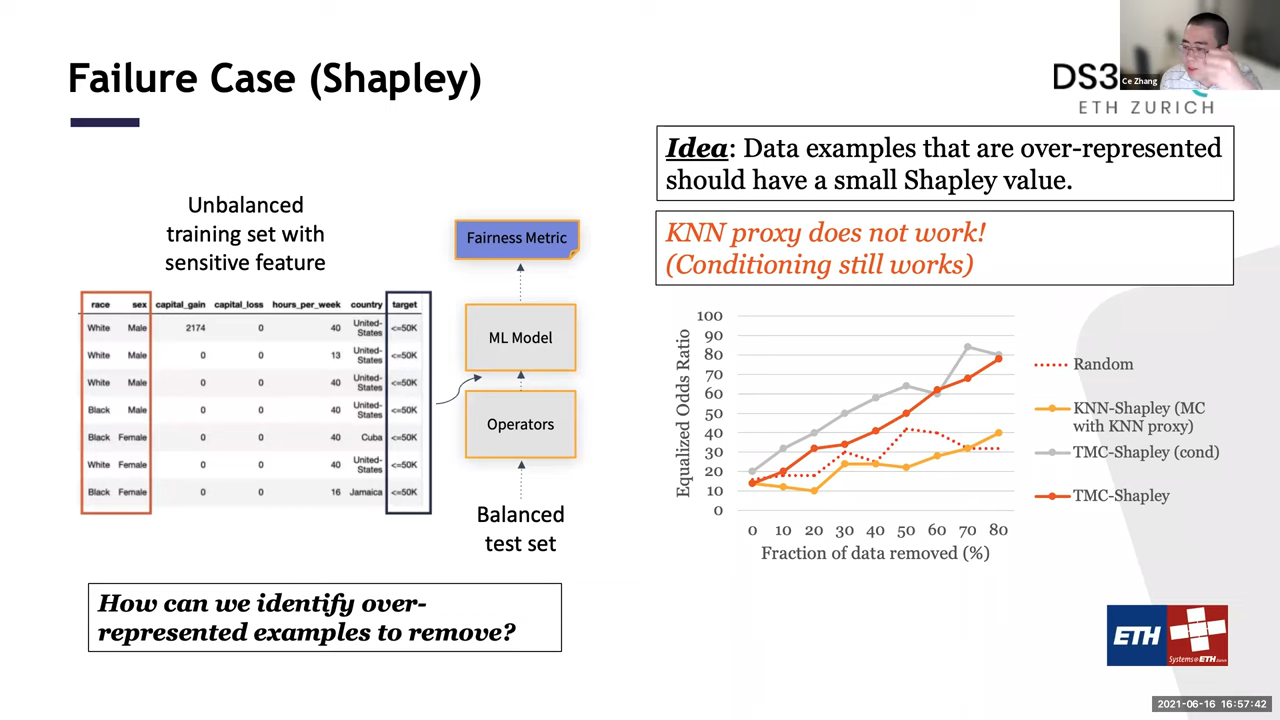 Failure Case (Shapley)
DS3
ETH ZURICH
Ce Zhang
Unbalanced
training set with
sensitive feature
race sex capital_gain capital_loss hours_per_week country target
White Male 2174 0 40 United-States <=50K
White Male 0 0 13 United-States <=50K
White Male 0 0 40 United-States <=50K
Black Male 0 0 40 United-States <=50K
Black Female 0 0 40 Cuba <=50K
White Female 0 0 40 United-States <=50K
Black Female 0 0 16 Jamaica <=50K
Fairness Metric
ML Model
Operators
Balanced
test set
How can we identify over-
represented examples to remove?
Idea: Data examples that are over-represented
should have a small Shapley value.
KNN proxy does not work!
(Conditioning still works)
Equalized Odds Ratio
100
90
80
70
60
50
40
30
20
10
0
0 10 20 30 40 50 60 70 80
Fraction of data removed (%)
Random
KNN-Shapley (MC
with KNN proxy)
TMC-Shapley (cond)
TMC-Shapley
ETH
Systems@ETH Zürich
2021-06-16 16:57:42